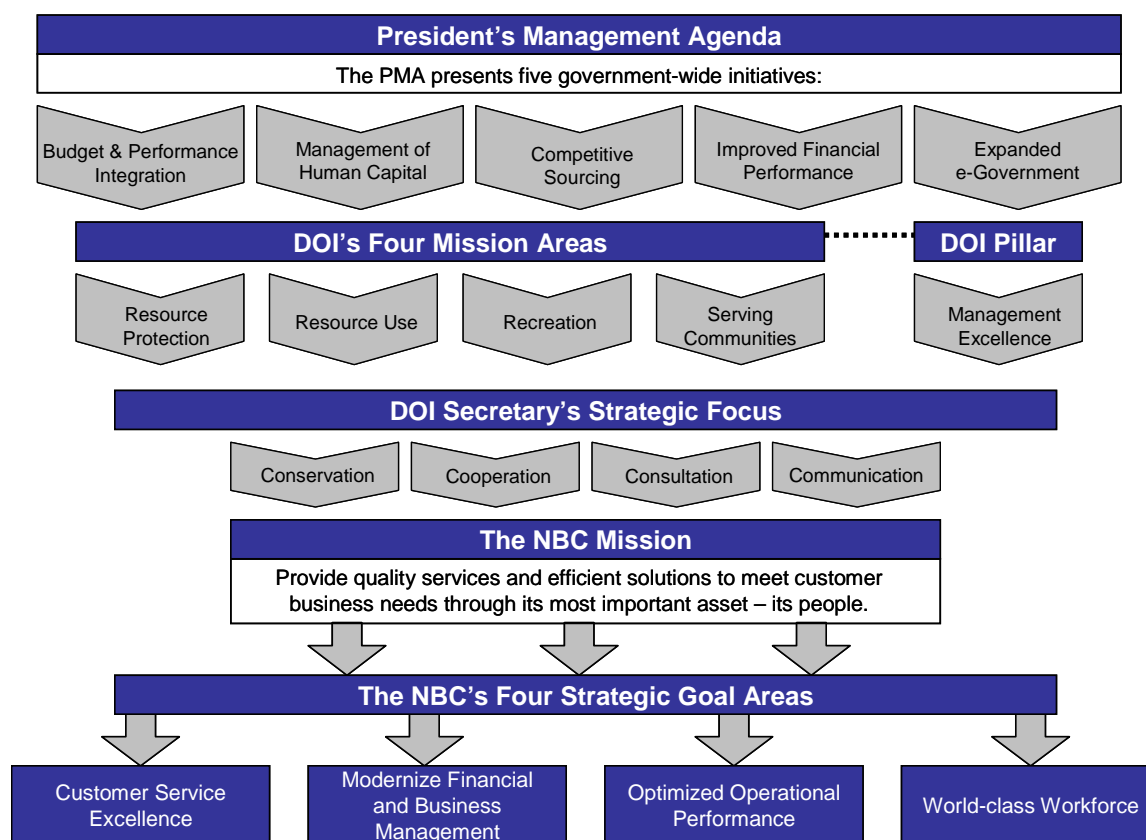 President's Management Agenda
The PMA presents five government-wide initiatives:
Budget & Performance
Integration
Management of
Human Capital
Competitive
Sourcing
Improved Financial
Performance
Expanded
e-Government
DOI's Four Mission Areas
DOI Pillar
Resource
Protection
Resource Use
Recreation
Serving
Communities
Management
Excellence
DOI Secretary's Strategic Focus
Conservation
Cooperation
Consultation
Communication
The NBC Mission
Provide quality services and efficient solutions to meet customer
business needs through its most important asset – its people.
The NBC's Four Strategic Goal Areas
Customer Service
Excellence
Modernize Financial
and Business
Management
Optimized Operational
Performance
World-class Workforce